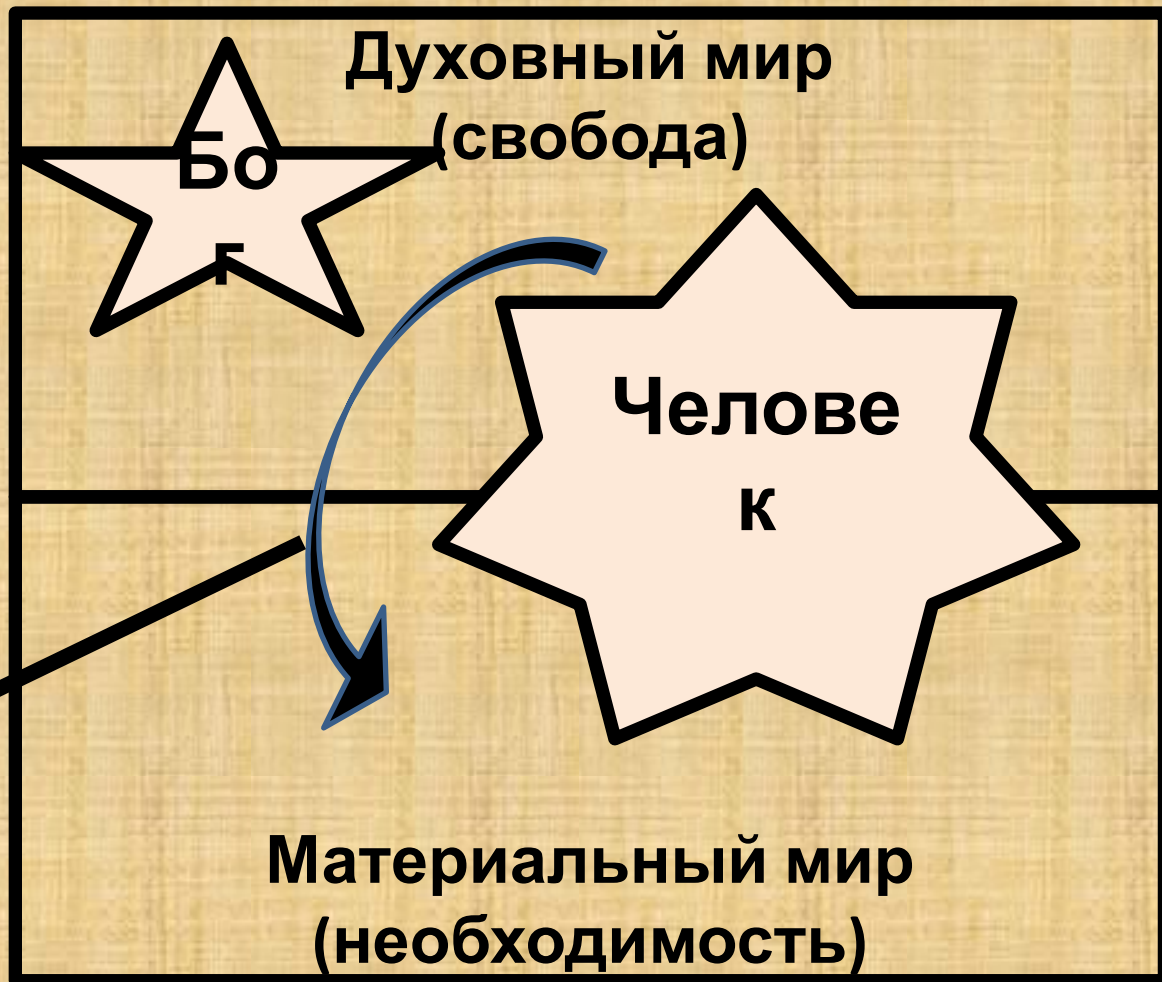 Духовный мир
(свобода)
Бо
г
Челове
к
Материальный мир
(необходимость)